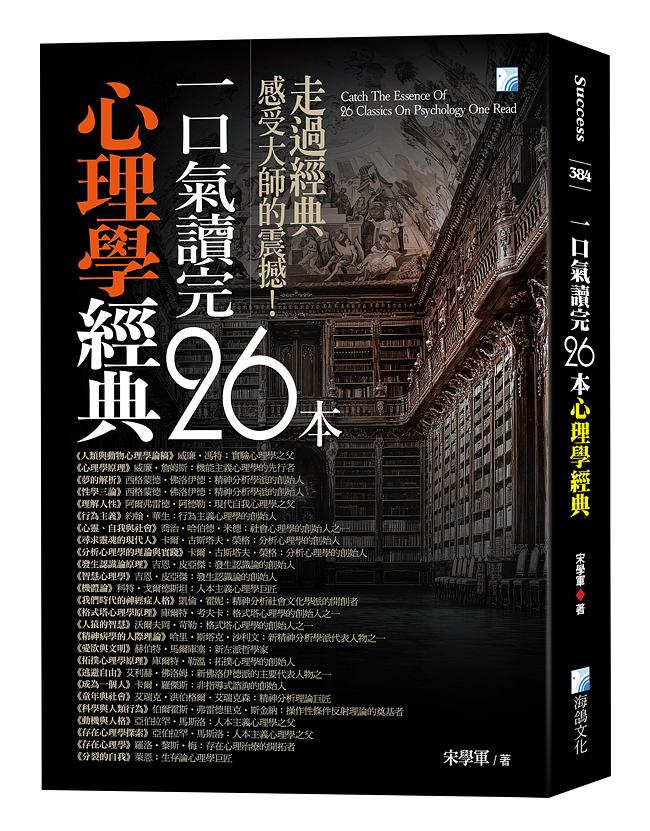 走過經典
感受大師的震撼!
Catch The Essence Of
26 Classics On Psychology One Read
一口氣讀完26本
心理學經典
《人類與動物心理學論稿》威廉・馮特:實驗心理學之父
《心理學原理》威廉・詹姆斯:機能主義心理學的先行者
《夢的解析》西格蒙德・佛洛伊德:精神分析學派的創始人
《性學三論》西格蒙德・佛洛伊德:精神分析學派的創始人
《理解人性》阿爾弗雷德・阿德勒:現代自我心理學之父
《行為主義》約翰・華生:行為主義心理學的創始人
《心靈、自我與社會》喬治・哈伯德・米德:社會心理學的創始人之一
《尋求靈魂的現代人》卡爾・古斯塔夫・榮格:分析心理學的創始人
《分析心理學的理論與實踐》卡爾・古斯塔夫・榮格:分析心理學的創始人
《發生認識論原理》吉恩・皮亞傑:發生認識論的創始人
《智慧心理學》吉恩・皮亞傑:發生認識論的創始人
《機體論》科特・戈爾德斯坦:人本主義心理學巨匠
《我們時代的神經症人格》凱倫・霍妮:精神分析社會文化學派的開創者
《格式塔心理學原理》庫爾特・考夫卡:格式塔心理學的創始人之一
《人猿的智慧》沃爾夫岡・苛勒:格式塔心理學的創始人之一
《精神病學的人際理論》哈里・斯塔克・沙利文:新精神分析學派代表人物之一
《愛欲與文明》赫伯特・馬爾庫塞:新左派哲學家
《拓撲心理學原理》庫爾特・勒溫:拓撲心理學的創始人
《逃避自由》艾利赫・佛洛姆:新佛洛伊德派的主要代表人物之一
《成為一個人》卡爾・羅傑斯:非指導式諮詢的創始人
《童年與社會》艾瑞克・洪伯格爾・艾瑞克森:精神分析理論巨匠
《科學與人類行為》伯爾霍斯・弗雷德里克・斯金納:操作性條件反射理論的奠基者
《動機與人格》亞伯拉罕・馬斯洛:人本主義心理學之父
《存在心理學探索》亞伯拉罕・馬斯洛:人本主義心理學之父
《存在心理學》羅洛・黎斯・梅:存在心理治療的開拓者
《分裂的自我》萊恩:生存論心理學巨匠
宋學軍/著
Success
384
一口氣讀完26本心理學經典
宋學軍◆著
海鴿文化